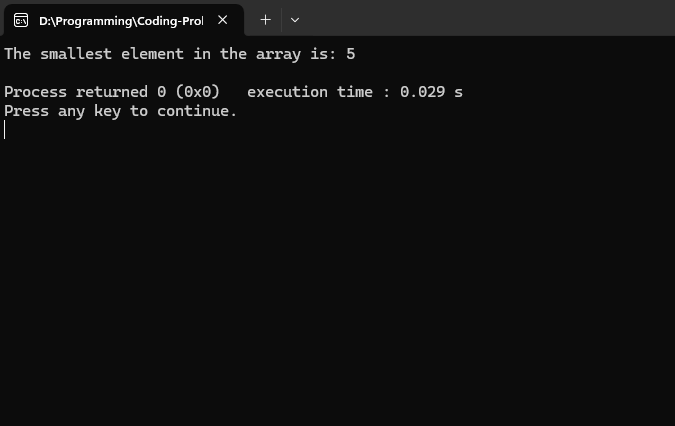 D:\Programming\Coding-Prol
The smallest element in the array is: 5
Process returned 0 (0x0)   execution time : 0.029 s
Press any key to continue.